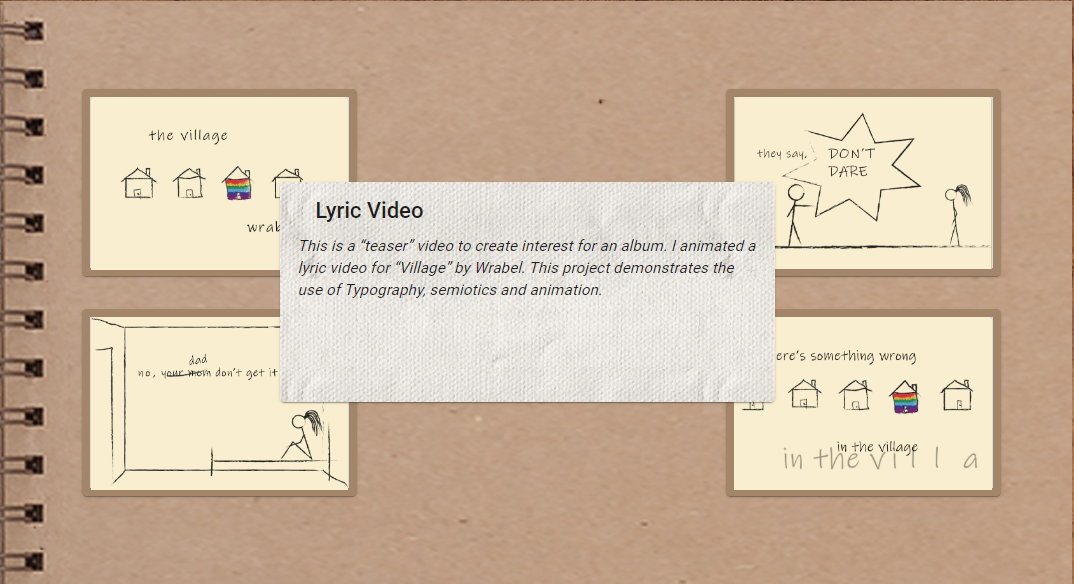 the village
wrab
they say,
DON'T
DARE
Lyric Video
This is a “teaser” video to create interest for an album. I animated a
lyric video for “Village” by Wrabel. This project demonstrates the
use of Typography, semiotics and animation.
dad
no, your mom don't get it
ere's something wrong
in the village
in the vill a